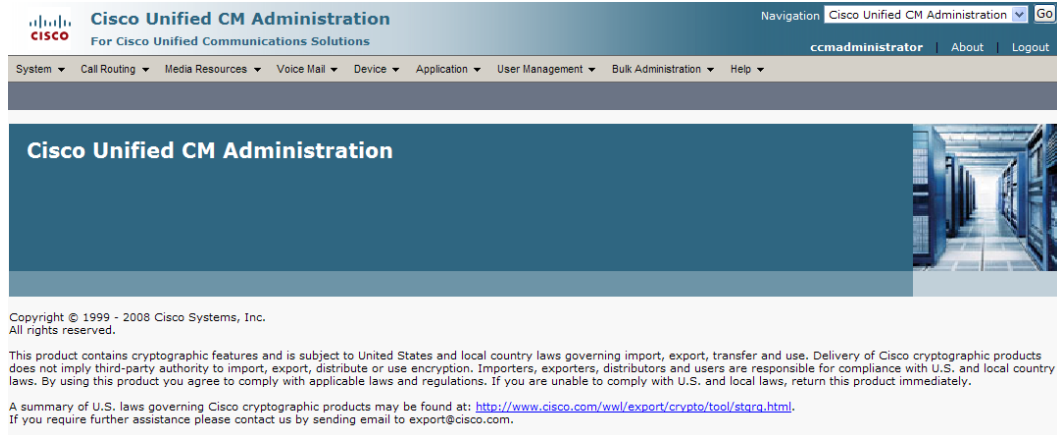 Cisco Unified CM Administration
For Cisco Unified Communications Solutions
CISCO
Navigation Cisco Unified CM Administration Go
ccmadministrator | About | Logout
System Call Routing Media Resources Voice Mail Device Application User Management Bulk Administration Help
Cisco Unified CM Administration
Copyright © 1999 - 2008 Cisco Systems, Inc.
All rights reserved.
This product contains cryptographic features and is subject to United States and local country laws governing import, export, transfer and use. Delivery of Cisco cryptographic products
does not imply third-party authority to import, export, distribute or use encryption. Importers, exporters, distributors and users are responsible for compliance with U.S. and local country
laws. By using this product you agree to comply with applicable laws and regulations. If you are unable to comply with U.S. and local laws, return this product immediately.
A summary of U.S. laws governing Cisco cryptographic products may be found at: http://www.cisco.com/wwl/export/crypto/tool/stqrg.html.
If you require further assistance please contact us by sending email to export@cisco.com.